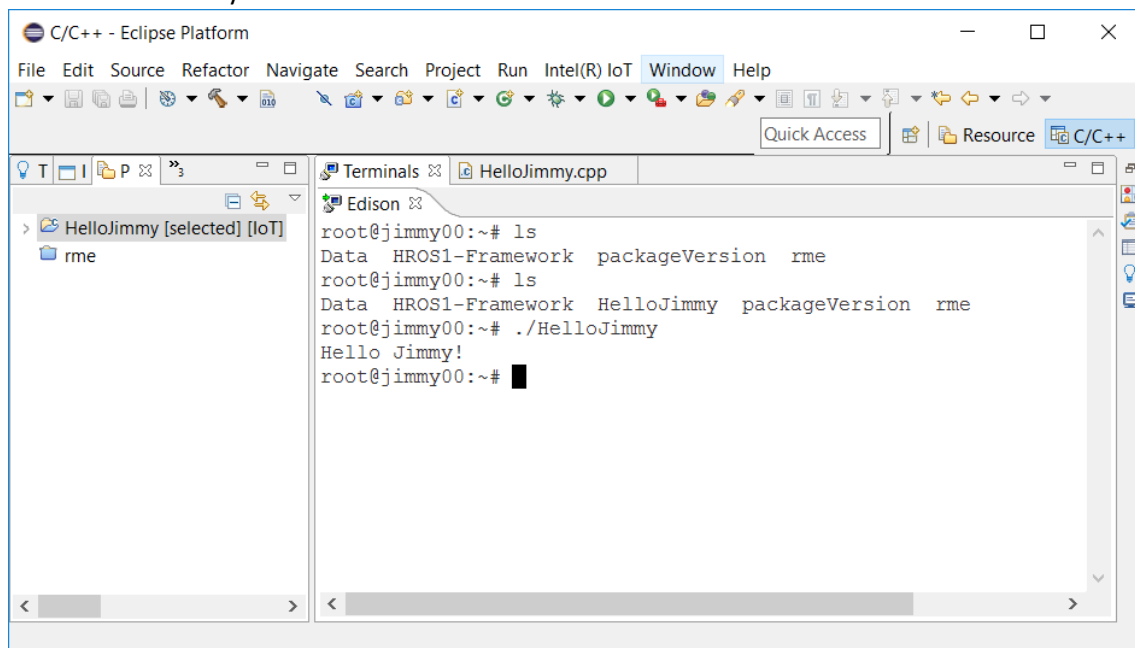 C/C++ - Eclipse Platform
File Edit Source Refactor Navigate Search Project Run Intel(R) IoT Window Help
010
Quick Access Resource C/C++
T I P 3
Terminals HelloJimmy.cpp
Edison
HelloJimmy [selected] [IoT]
rme
root@jimmy00:~# ls
Data HROS1-Framework packageVersion rme
root@jimmy00:~# ls
Data HROS1-Framework HelloJimmy packageVersion rme
root@jimmy00:~# ./HelloJimmy
Hello Jimmy!
root@jimmy00:~#